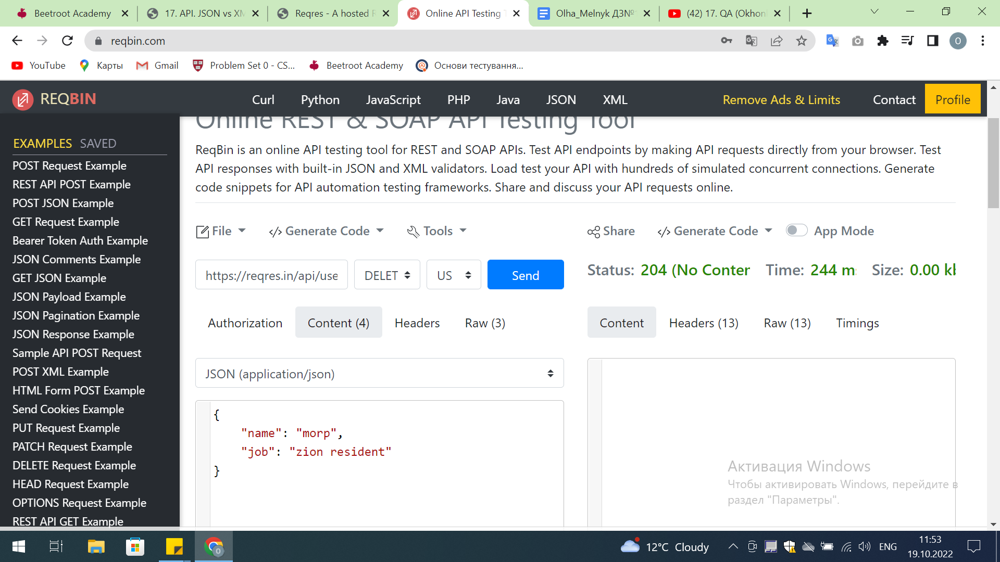 Beetroot Academy
17. API. JSON vs XM
Reqres - A hosted R
Online API Testing T
Olha_Melnyk ДЗ№
(42) 17. QA (Okhon
reqbin.com
O
YouTube
Карты
Gmail
Problem Set 0 - CS...
Beetroot Academy
Основи тестування...
REQBIN
Curl
Python
JavaScript
PHP
Java
JSON
XML
Remove Ads & Limits
Contact
Profile
EXAMPLES SAVED
POST Request Example
REST API POST Example
POST JSON Example
GET Request Example
Bearer Token Auth Example
JSON Comments Example
GET JSON Example
JSON Payload Example
JSON Pagination Example
JSON Response Example
Sample API POST Request
POST XML Example
HTML Form POST Example
Send Cookies Example
PUT Request Example
PATCH Request Example
DELETE Request Example
HEAD Request Example
OPTIONS Request Example
REST API GET Example
Online REST & SOAP API Testing Tool
ReqBin is an online API testing tool for REST and SOAP APIs. Test API endpoints by making API requests directly from your browser. Test
API responses with built-in JSON and XML validators. Load test your API with hundreds of simulated concurrent connections. Generate
code snippets for API automation testing frameworks. Share and discuss your API requests online.
File
Generate Code
Tools
Share
Generate Code
App Mode
https://reqres.in/api/use
DELET
US
Send
Status: 204 (No Conter
Time: 244 m
Size: 0.00 kb
Authorization
Content (4)
Headers
Raw (3)
Content
Headers (13)
Raw (13)
Timings
JSON (application/json)
{
"name": "morp",
"job": "zion resident"
}
Активация Windows
Чтобы активировать Windows, перейдите в
раздел "Параметры".
12°C Cloudy
ENG
11:53
19.10.2022